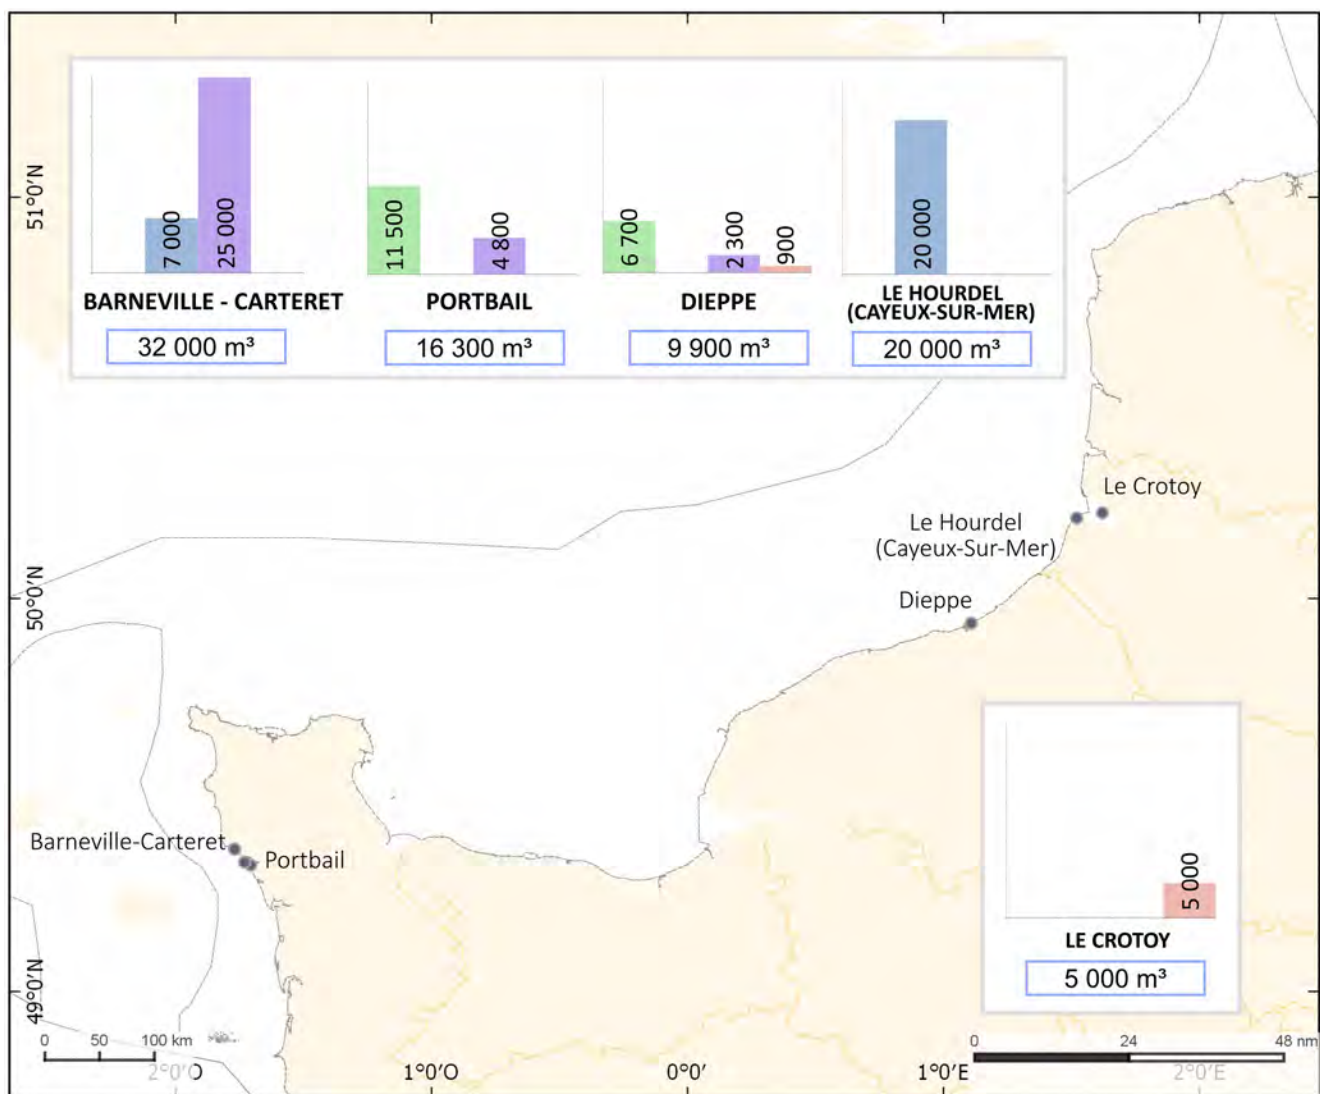 7 000
25 000
11 500
4 800
6 700
2 300
900
20 000
BARNEVILLE - CARTERET
PORTBAIL
DIEPPE
LE HOURDEL
(CAYEUX-SUR-MER)
32 000 m³
16 300 m³
9 900 m³
20 000 m³
51°0'N
Le Crotoy
Le Hourdel
(Cayeux-Sur-Mer)
50°0'N
Dieppe
Barneville-Carteret
Portbail
5 000
LE CROTOY
5 000 m³
49°0'N
0 50 100 km
0 24 48 nm
2°0'O
1°0'O
0°0'
1°0'E
2°0'E